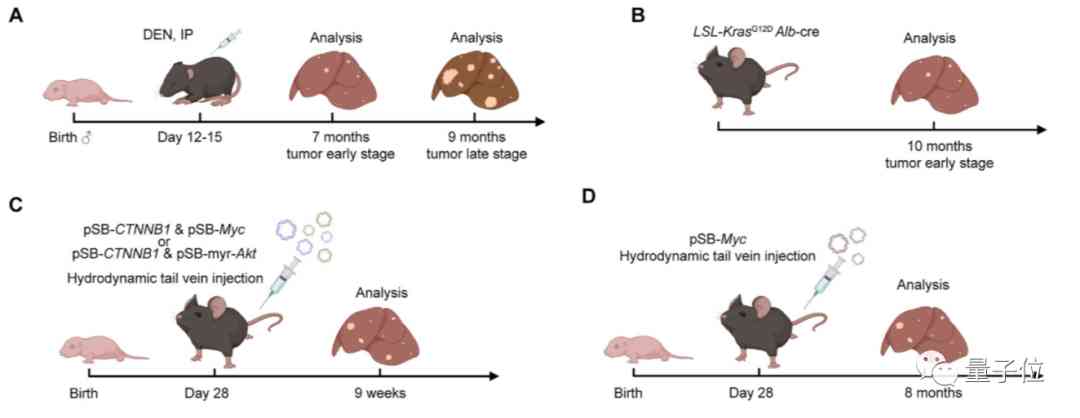 A
DEN, IP
Analysis
Analysis
Birth ♂
Day 12-15
7 months
tumor early stage
9 months
tumor late stage
B
LSL-KrasG12D Alb-cre
Analysis
10 months
tumor early stage
C
pSB-CTNNB1 & pSB-Myc
or
pSB-CTNNB1 & pSB-myr-Akt
Hydrodynamic tail vein injection
Analysis
Birth
Day 28
9 weeks
D
pSB-Myc
Hydrodynamic tail vein injection
Analysis
Birth
Day 28
8 months
量子位